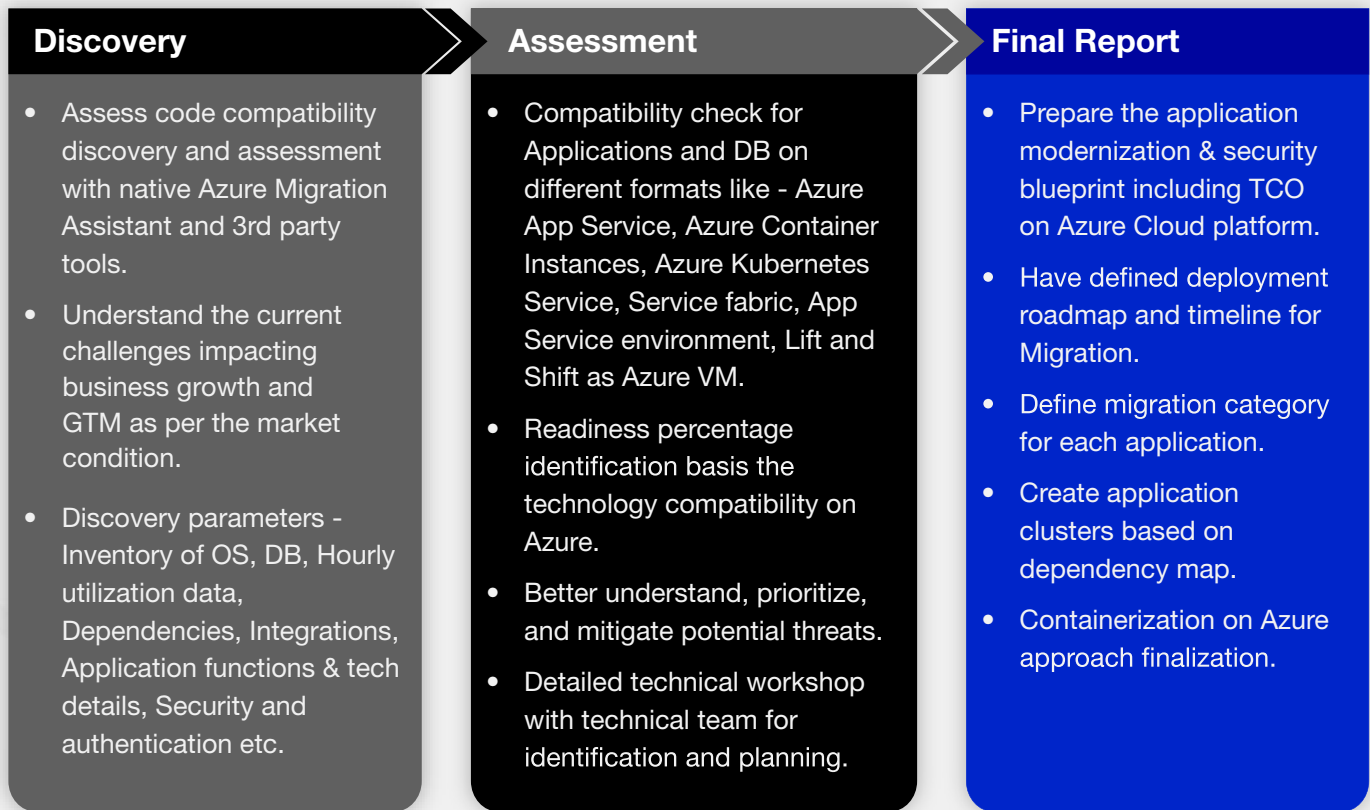 Discovery
• Assess code compatibility
discovery and assessment
with native Azure Migration
Assistant and 3rd party
tools.
• Understand the current
challenges impacting
business growth and
GTM as per the market
condition.
• Discovery parameters -
Inventory of OS, DB, Hourly
utilization data,
Dependencies, Integrations,
Application functions & tech
details, Security and
authentication etc.
Assessment
• Compatibility check for
Applications and DB on
different formats like - Azure
App Service, Azure Container
Instances, Azure Kubernetes
Service, Service fabric, App
Service environment, Lift and
Shift as Azure VM.
• Readiness percentage
identification basis the
technology compatibility on
Azure.
• Better understand, prioritize,
and mitigate potential threats.
• Detailed technical workshop
with technical team for
identification and planning.
Final Report
• Prepare the application
modernization & security
blueprint including TCO
on Azure Cloud platform.
• Have defined deployment
roadmap and timeline for
Migration.
• Define migration category
for each application.
• Create application
clusters based on
dependency map.
• Containerization on Azure
approach finalization.